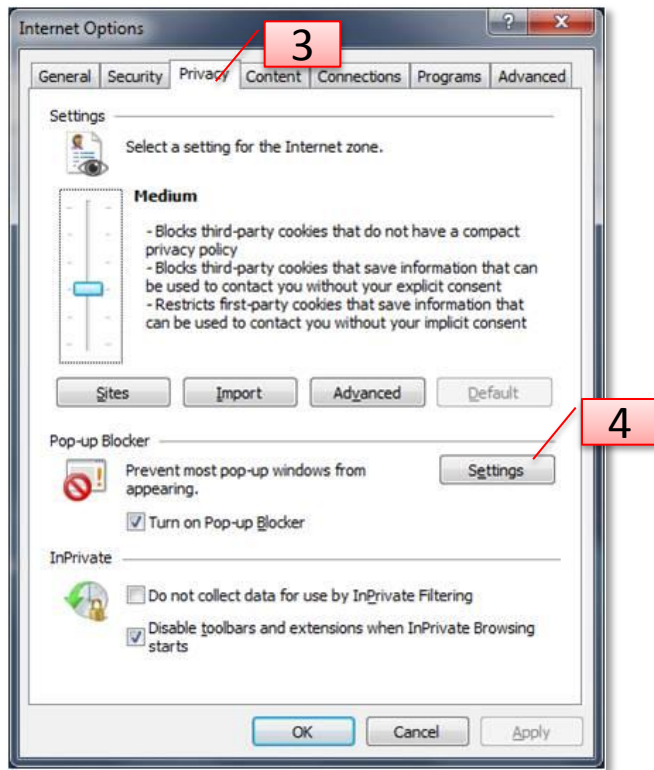 Internet Options
3
General Security Privacy Content Connections Programs Advanced
Settings
Select a setting for the Internet zone.
Medium
- Blocks third-party cookies that do not have a compact
privacy policy
- Blocks third-party cookies that save information that can
be used to contact you without your explicit consent
- Restricts first-party cookies that save information that
can be used to contact you without your implicit consent
Sites Import Advanced Default
4
Pop-up Blocker
Prevent most pop-up windows from
appearing.
Settings
Turn on Pop-up Blocker
InPrivate
Do not collect data for use by InPrivate Filtering
Disable toolbars and extensions when InPrivate Browsing
starts
OK Cancel Apply